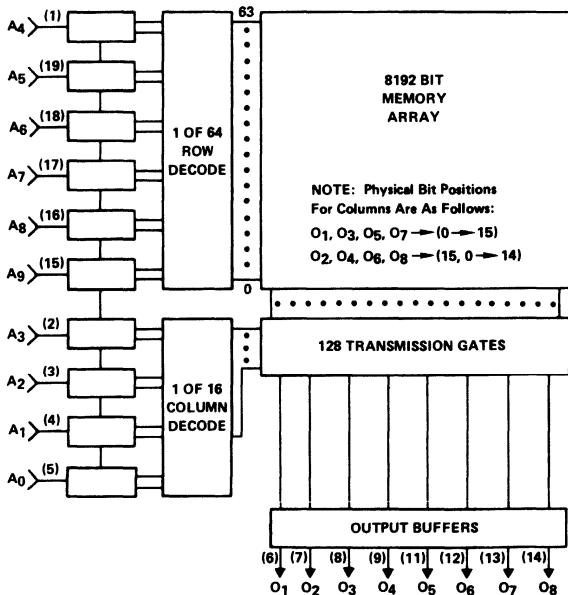 A4 (1)
A5 (19)
A6 (18)
A7 (17)
A8 (16)
A9 (15)
A3 (2)
A2 (3)
A1 (4)
A0 (5)
1 OF 64
ROW
DECODE
63
0
1 OF 16
COLUMN
DECODE
8192 BIT
MEMORY
ARRAY
NOTE: Physical Bit Positions
For Columns Are As Follows:
O1, O3, O5, O7 → (0 → 15)
O2, O4, O6, O8 → (15, 0 → 14)
128 TRANSMISSION GATES
OUTPUT BUFFERS
(6) (7) (8) (9) (11) (12) (13) (14)
O1 O2 O3 O4 O5 O6 O7 O8